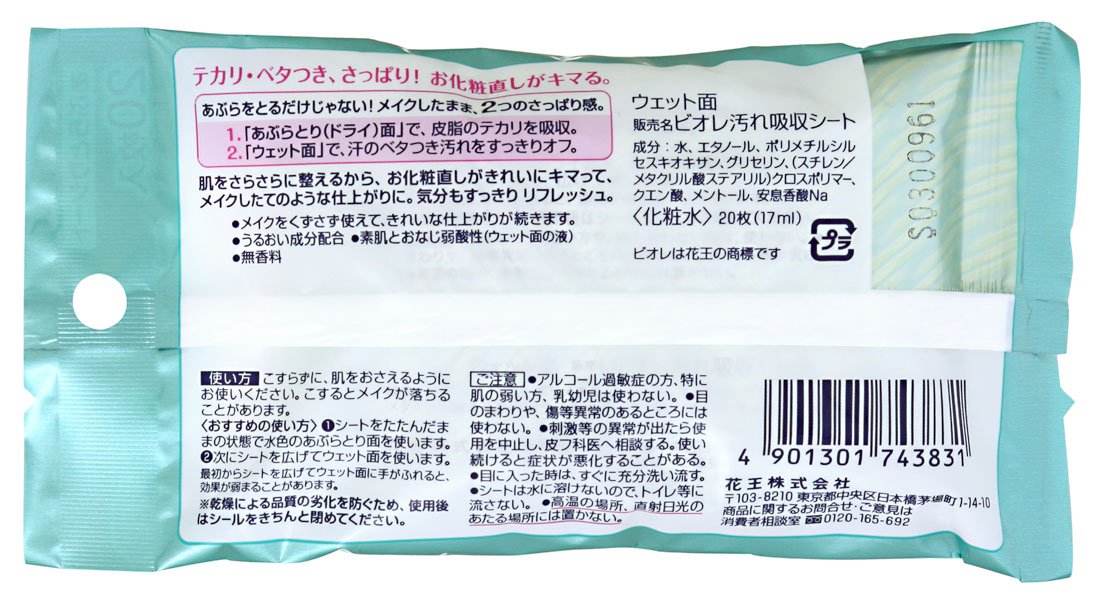 テカリ・ベタつき、さっぱり！ お化粧直しがキマる。
あぶらをとるだけじゃない！メイクしたまま、2つのさっぱり感。
1.「あぶらとり(ドライ)面」で、皮脂のテカリを吸収。
2.「ウェット面」で、汗のベタつき汚れをすっきりオフ。
肌をさらさらに整えるから、お化粧直しがきれいにキマって、
メイクしたてのような仕上がりに。気分もすっきり リフレッシュ。
●メイクをくずさず使えて、きれいな仕上がりが続きます。
●うるおい成分配合 ●素肌とおなじ弱酸性(ウェット面の液)
●無香料
ウェット面
販売名ビオレ汚れ吸収シート
成分：水、エタノール、ポリメチルシル
セスキオキサン、グリセリン、(スチレン/
メタクリル酸ステアリル)クロスポリマー、
クエン酸、メントール、安息香酸Na
〈化粧水〉 20枚(17ml)
ビオレは花王の商標です
プラ
S0300961
使い方 こすらずに、肌をおさえるように
お使いください。こするとメイクが落ちる
ことがあります。
〈おすすめの使い方〉❶シートをたたんだま
まの状態で水色のあぶらとり面を使います。
❷次にシートを広げてウェット面を使います。
最初からシートを広げてウェット面に手がふれると、
効果が弱まることがあります。
※乾燥による品質の劣化を防ぐため、使用後
はシールをきちんと閉めてください。
ご注意 ●アルコール過敏症の方、特に
肌の弱い方、乳幼児は使わない。●目
のまわりや、傷等異常のあるところには
使わない。●刺激等の異常が出たら使
用を中止し、皮フ科医へ相談する。使い
続けると症状が悪化することがある。
●目に入った時は、すぐに充分洗い流す。
●シートは水に溶けないので、トイレ等に
流さない。●高温の場所、直射日光の
あたる場所には置かない。
4 901301 743831
花王株式会社
〒103-8210 東京都中央区日本橋茅場町1-14-10
商品に関するお問合せ・ご意見は
消費者相談室 0120-165-692